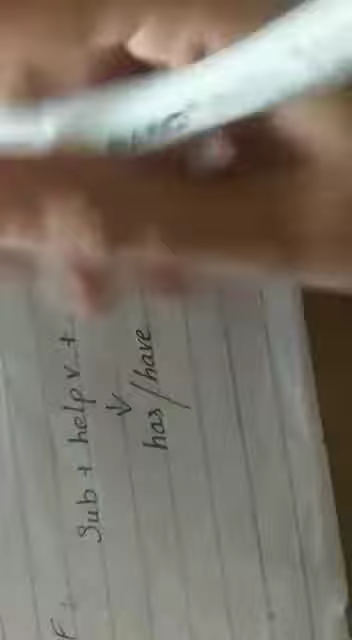 F: Sub + help v. +
↓
has / have